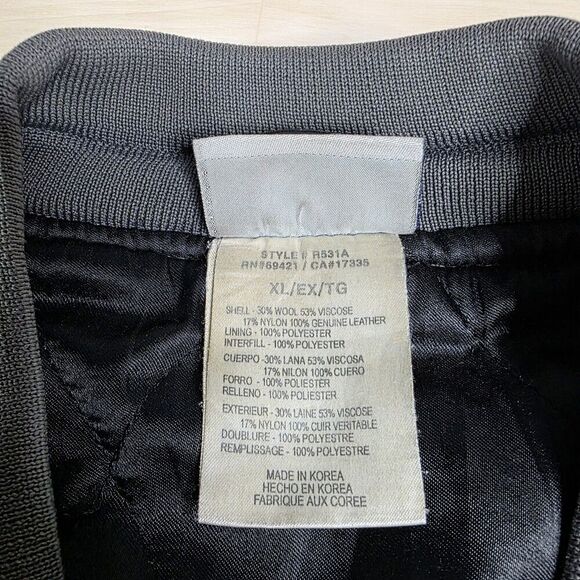 STYLE # R531A
RN#69421 / CA#17335
XL/EX/TG
SHELL - 30% WOOL 53% VISCOSE
17% NYLON 100% GENUINE LEATHER
LINING - 100% POLYESTER
INTERFILL - 100% POLYESTER
CUERPO -30% LANA 53% VISCOSA
17% NILON 100% CUERO
FORRO - 100% POLIESTER
RELLENO - 100% POLIESTER
EXTERIEUR - 30% LAINE 53% VISCOSE
17% NYLON 100% CUIR VERITABLE
DOUBLURE - 100% POLYESTRE
REMPLISSAGE - 100% POLYESTRE
MADE IN KOREA
HECHO EN KOREA
FABRIQUE AUX COREE